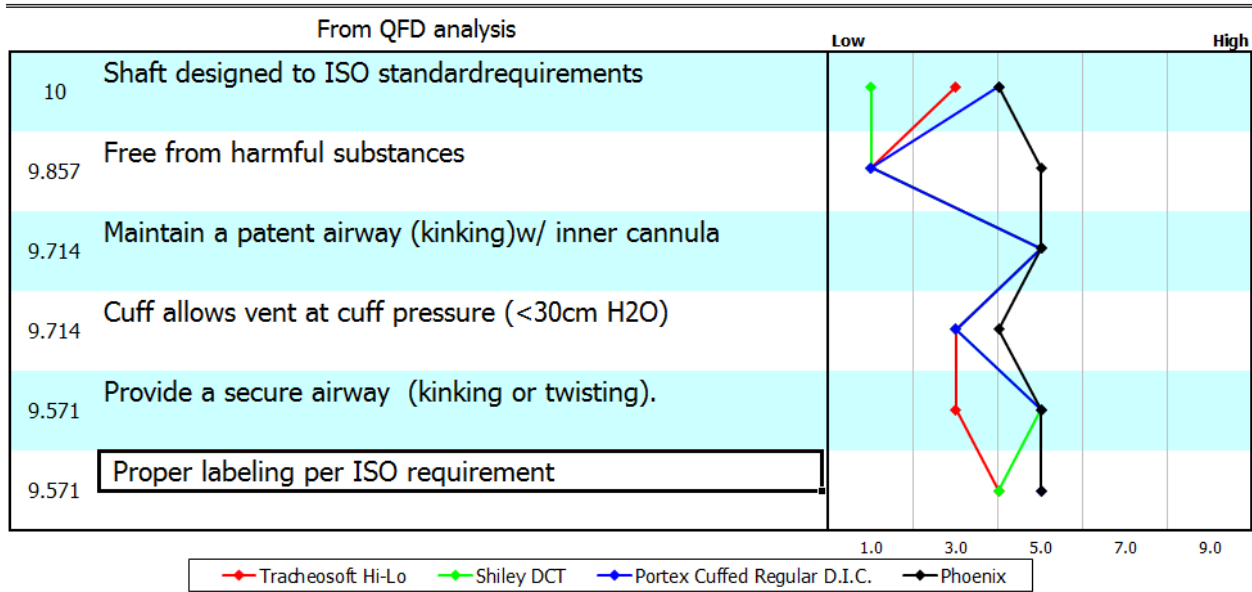 From QFD analysis
Low High
10 Shaft designed to ISO standardrequirements
9.857 Free from harmful substances
9.714 Maintain a patent airway (kinking)w/ inner cannula
9.714 Cuff allows vent at cuff pressure (<30cm H2O)
9.571 Provide a secure airway (kinking or twisting).
9.571 Proper labeling per ISO requirement
1.0 3.0 5.0 7.0 9.0
Tracheosoft Hi-Lo Shiley DCT Portex Cuffed Regular D.I.C. Phoenix